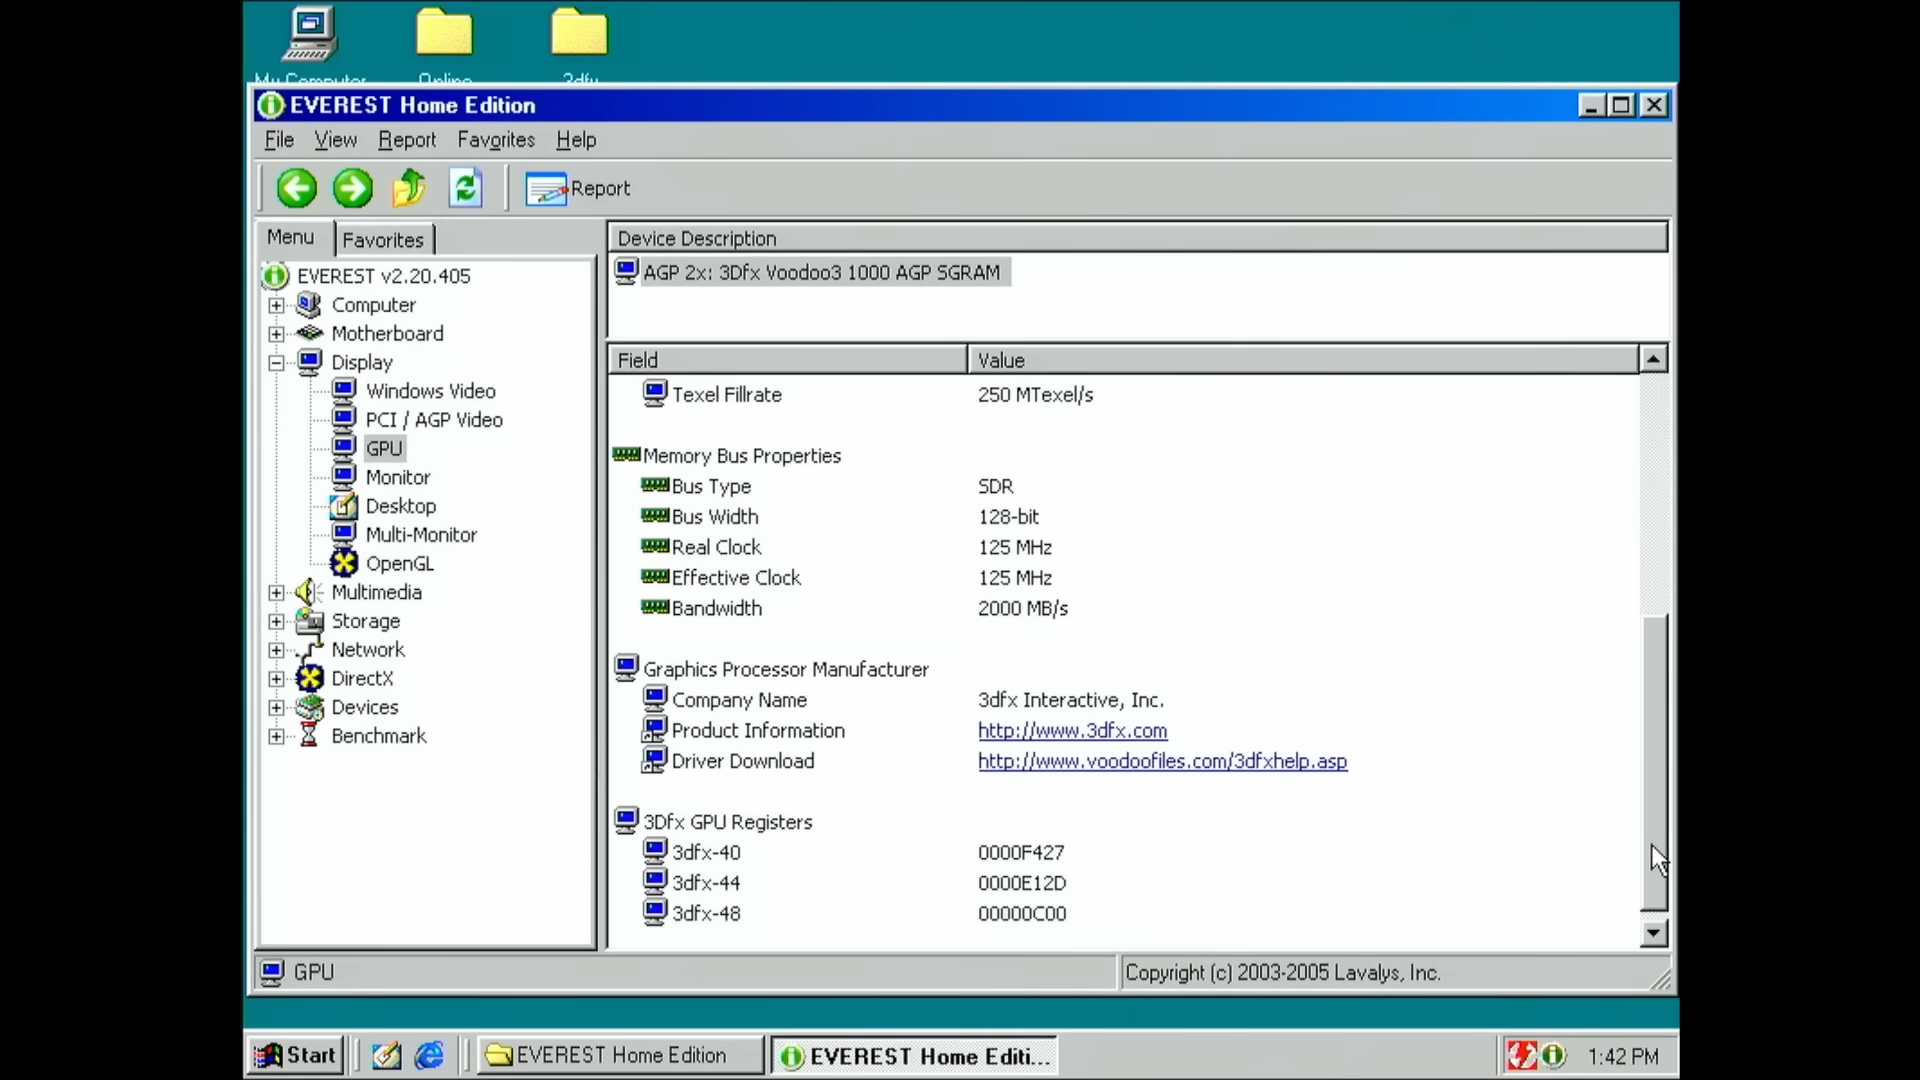 My Computer
Online
3dfx
EVEREST Home Edition
File View Report Favorites Help
Report
Menu Favorites
EVEREST v2.20.405
Computer
Motherboard
Display
Windows Video
PCI / AGP Video
GPU
Monitor
Desktop
Multi-Monitor
OpenGL
Multimedia
Storage
Network
DirectX
Devices
Benchmark
Device Description
AGP 2x: 3Dfx Voodoo3 1000 AGP SGRAM
Field Value
Texel Fillrate 250 MTexel/s
Memory Bus Properties
Bus Type SDR
Bus Width 128-bit
Real Clock 125 MHz
Effective Clock 125 MHz
Bandwidth 2000 MB/s
Graphics Processor Manufacturer
Company Name 3dfx Interactive, Inc.
Product Information http://www.3dfx.com
Driver Download http://www.voodoofiles.com/3dfxhelp.asp
3Dfx GPU Registers
3dfx-40 0000F427
3dfx-44 0000E12D
3dfx-48 00000C00
GPU Copyright (c) 2003-2005 Lavalys, Inc.
Start EVEREST Home Edition EVEREST Home Editi... 1:42 PM